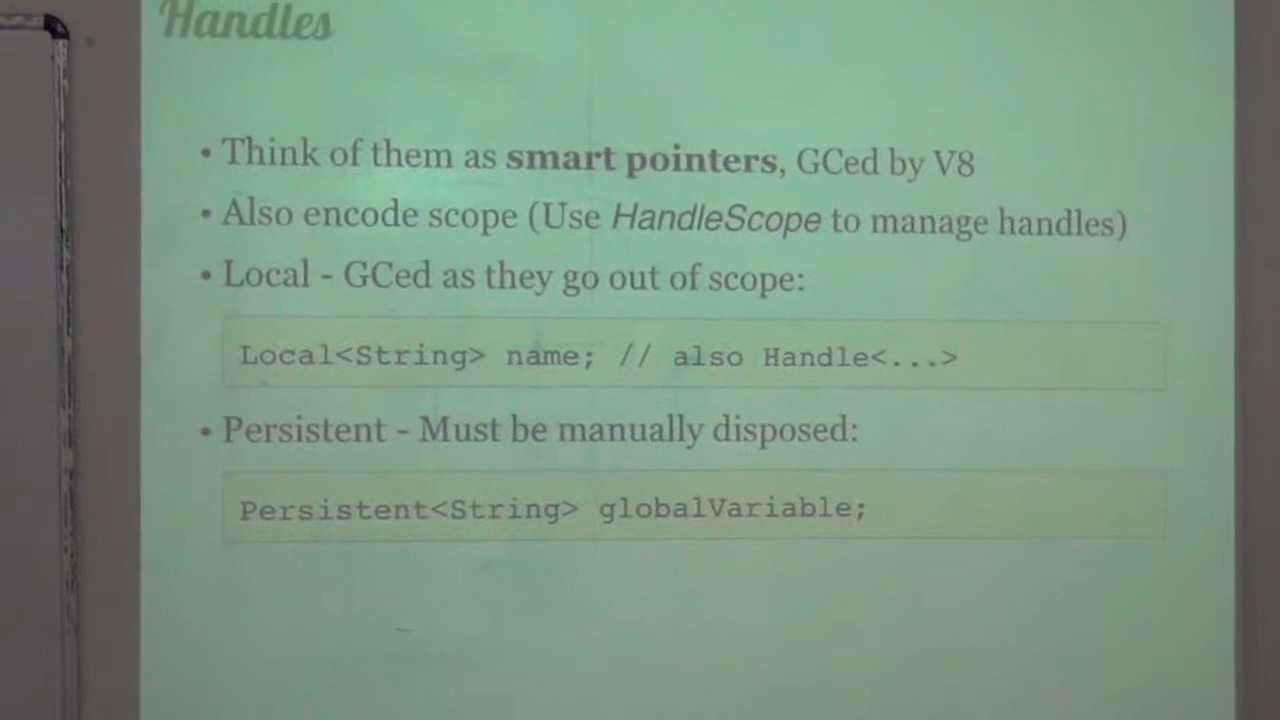 Handles
• Think of them as smart pointers, GCed by V8
• Also encode scope (Use HandleScope to manage handles)
• Local - GCed as they go out of scope:
Local<String> name; // also Handle<...>
• Persistent - Must be manually disposed:
Persistent<String> globalVariable;